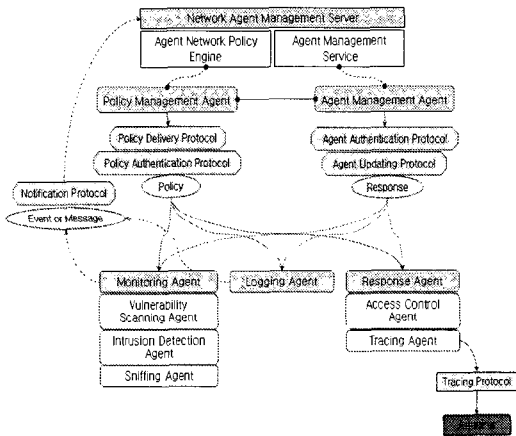 Network Agent Management Server
Agent Network Policy
Engine
Agent Management
Service
Policy Management Agent
Agent Management Agent
Policy Delivery Protocol
Policy Authentication Protocol
Agent Authentication Protocol
Agent Updating Protocol
Notification Protocol
Policy
Response
Event or Message
Monitoring Agent
Logging Agent
Response Agent
Vulnerability
Scanning Agent
Access Control
Agent
Intrusion Detection
Agent
Tracing Agent
Sniffing Agent
Tracing Protocol